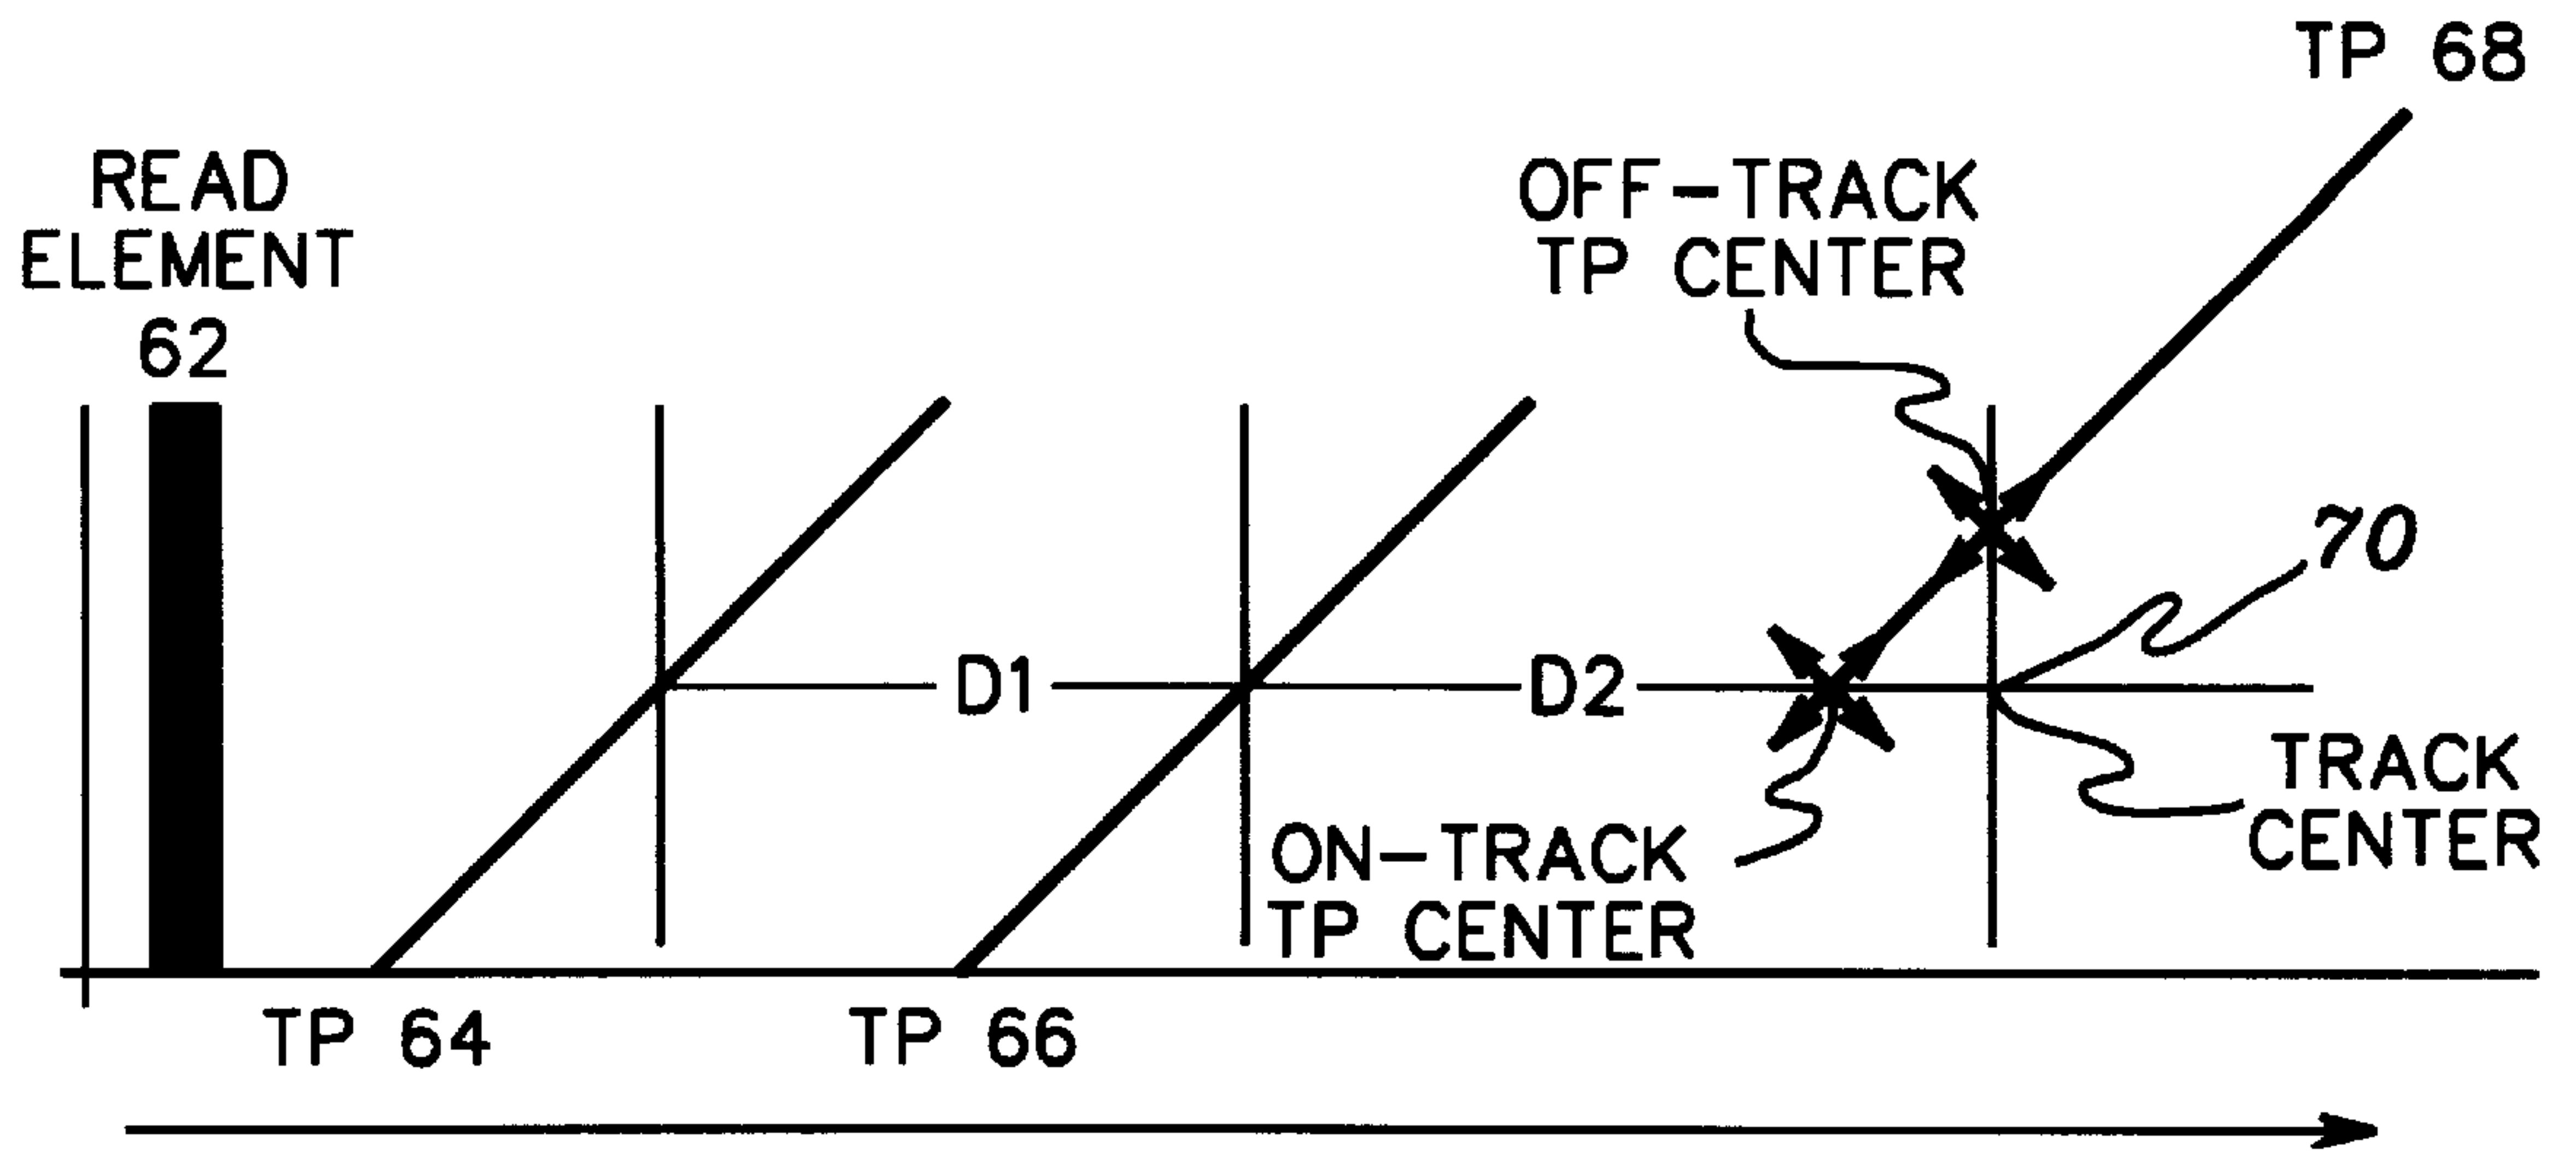 TP 68
READ
ELEMENT
62
OFF-TRACK
TP CENTER
70
D1
D2
TRACK
CENTER
ON-TRACK
TP CENTER
TP 64
TP 66